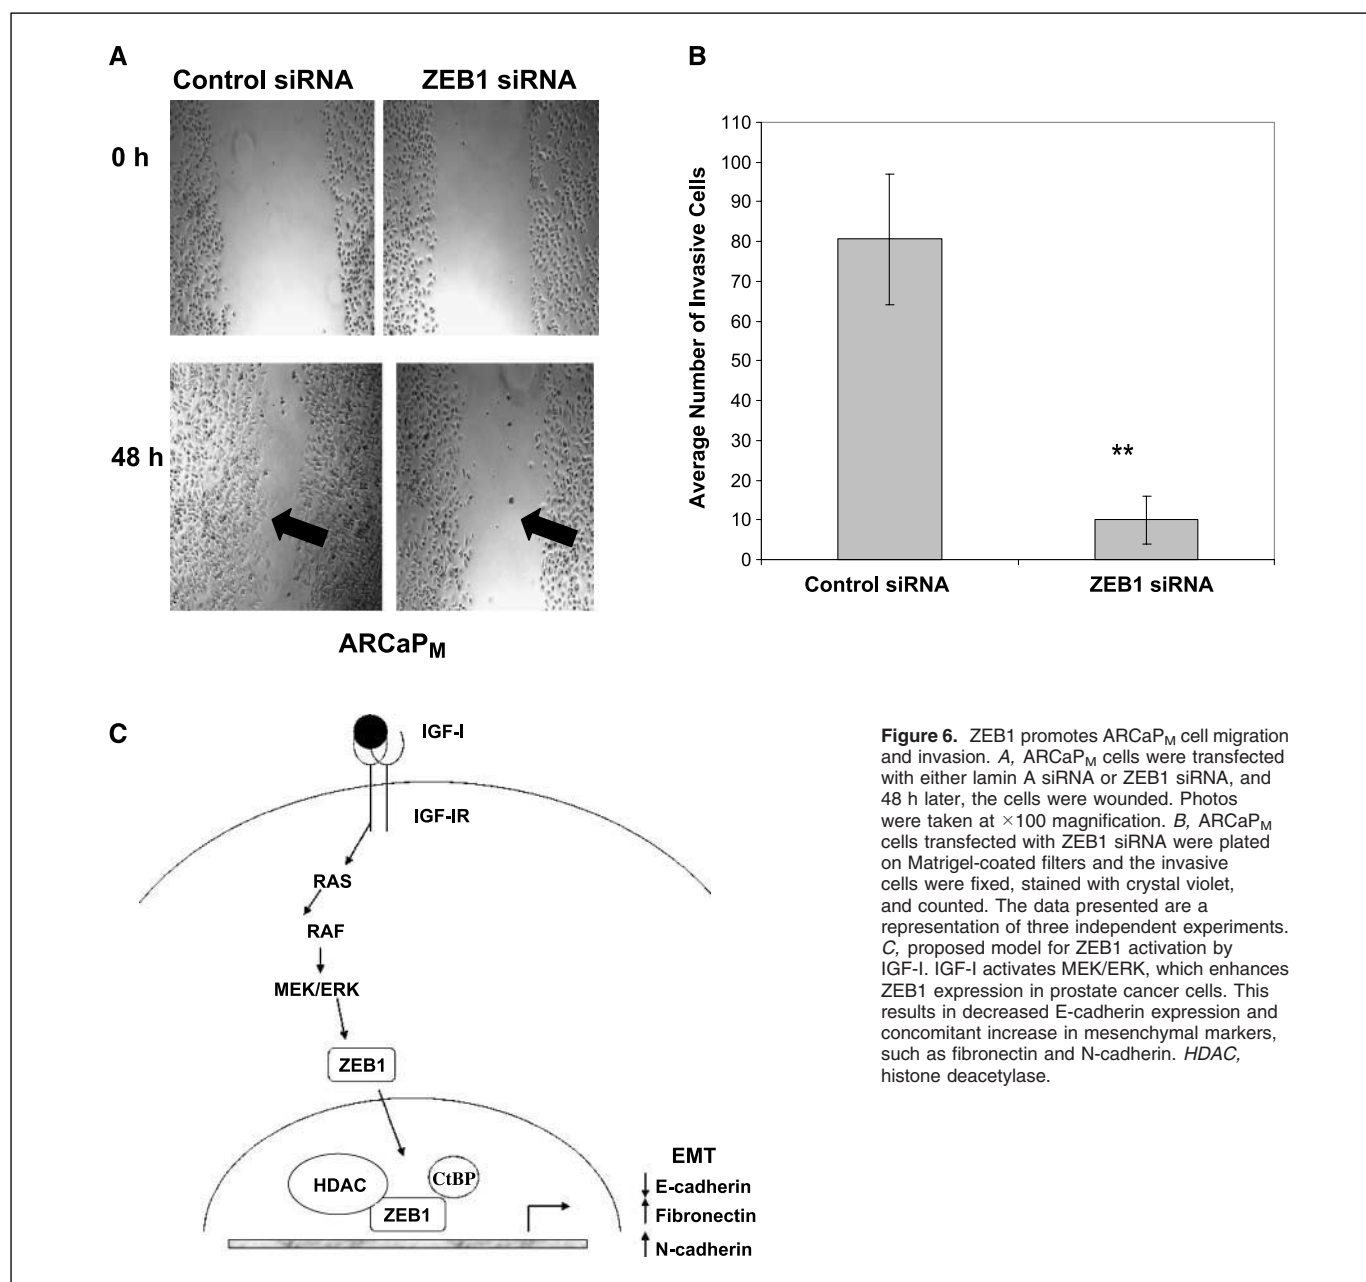 A
Control siRNA
ZEB1 siRNA
0 h
48 h
ARCaPM
B
Average Number of Invasive Cells
110
100
90
80
70
60
50
40
30
20
10
0
**
Control siRNA
ZEB1 siRNA
C
IGF-I
IGF-IR
RAS
RAF
MEK/ERK
ZEB1
HDAC
CtBP
ZEB1
EMT
E-cadherin
Fibronectin
N-cadherin
Figure 6. ZEB1 promotes ARCaPM cell migration
and invasion. A, ARCaPM cells were transfected
with either lamin A siRNA or ZEB1 siRNA, and
48 h later, the cells were wounded. Photos
were taken at ×100 magnification. B, ARCaPM
cells transfected with ZEB1 siRNA were plated
on Matrigel-coated filters and the invasive
cells were fixed, stained with crystal violet,
and counted. The data presented are a
representation of three independent experiments.
C, proposed model for ZEB1 activation by
IGF-I. IGF-I activates MEK/ERK, which enhances
ZEB1 expression in prostate cancer cells. This
results in decreased E-cadherin expression and
concomitant increase in mesenchymal markers,
such as fibronectin and N-cadherin. HDAC,
histone deacetylase.